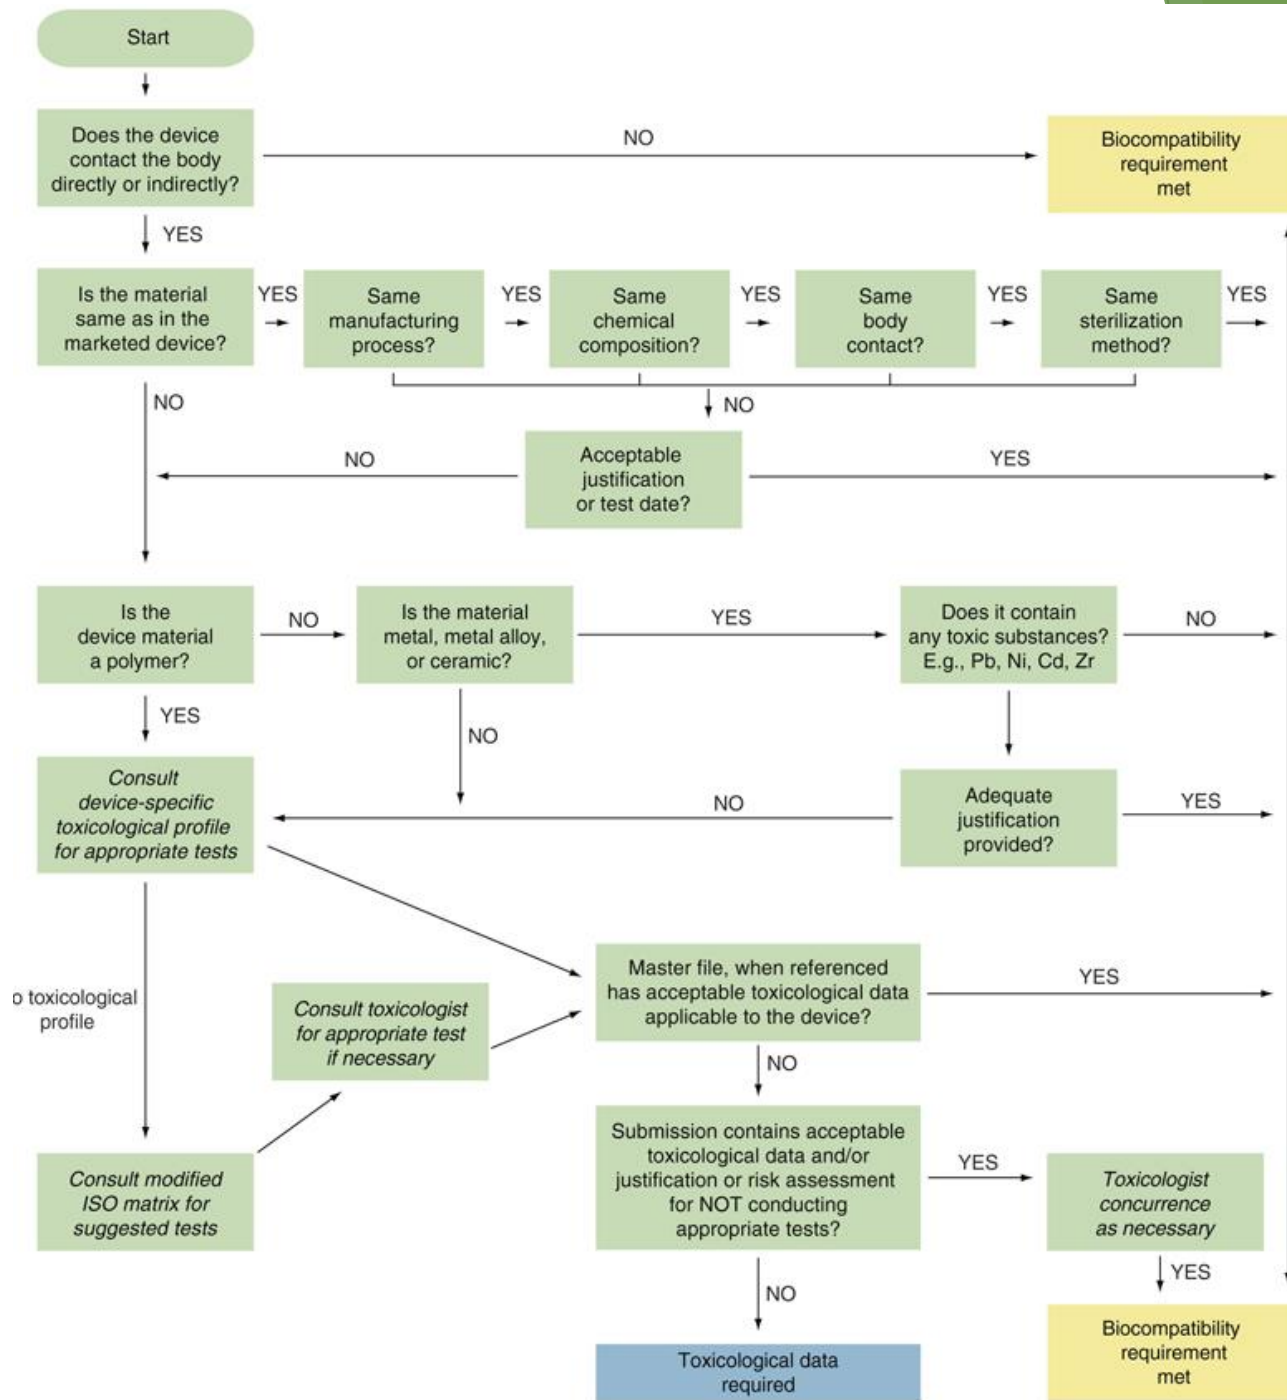 Start
Does the device
contact the body
directly or indirectly?
NO
Biocompatibility
requirement
met
YES
Is the material
same as in the
marketed device?
YES
Same
manufacturing
process?
YES
Same
chemical
composition?
YES
Same
body
contact?
YES
Same
sterilization
method?
YES
NO
NO
NO
Acceptable
justification
or test date?
YES
Is the
device material
a polymer?
NO
Is the material
metal, metal alloy,
or ceramic?
YES
Does it contain
any toxic substances?
E.g., Pb, Ni, Cd, Zr
NO
YES
NO
Consult
device-specific
toxicological profile
for appropriate tests
NO
Adequate
justification
provided?
YES
o toxicological
profile
Consult toxicologist
for appropriate test
if necessary
Master file, when referenced
has acceptable toxicological data
applicable to the device?
YES
NO
Consult modified
ISO matrix for
suggested tests
Submission contains acceptable
toxicological data and/or
justification or risk assessment
for NOT conducting
appropriate tests?
YES
Toxicologist
concurrence
as necessary
YES
NO
Toxicological data
required
Biocompatibility
requirement
met